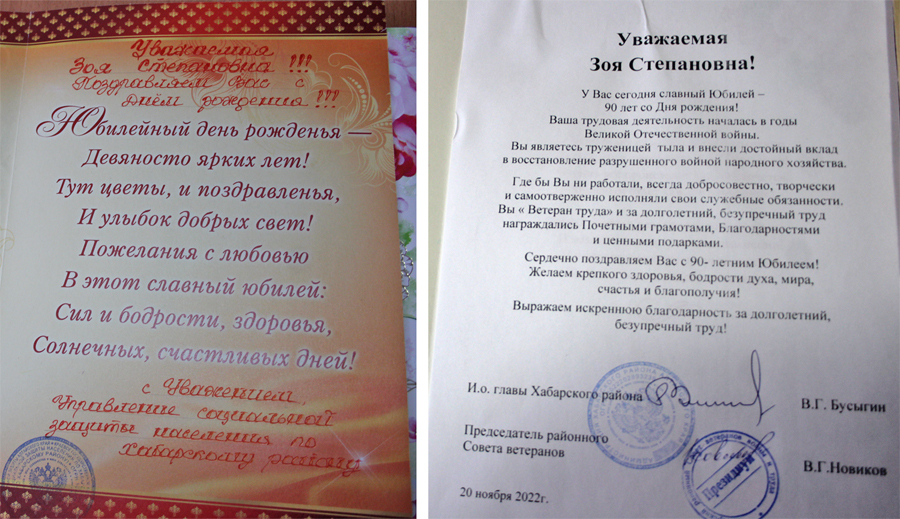 Уважаемая
Зоя Степановна!!!
Поздравляем Вас с
Днём рождения!!!
Юбилейный день рожденья —
Девяносто ярких лет!
Тут цветы, и поздравленья,
И улыбок добрых свет!
Пожелания с любовью
В этот славный юбилей:
Сил и бодрости, здоровья,
Солнечных, счастливых дней!
с Уважением,
Управление социальной
защиты населения по
Хабарскому району
Уважаемая
Зоя Степановна!
У Вас сегодня славный Юбилей –
90 лет со Дня рождения!
Ваша трудовая деятельность началась в годы
Великой Отечественной войны.
Вы являетесь труженицей тыла и внесли достойный вклад
в восстановление разрушенного войной народного хозяйства.
Где бы Вы ни работали, всегда добросовестно, творчески
и самоотверженно исполняли свои служебные обязанности.
Вы « Ветеран труда» и за долголетний, безупречный труд
награждались Почетными грамотами, Благодарностями
и ценными подарками.
Сердечно поздравляем Вас с 90- летним Юбилеем!
Желаем крепкого здоровья, бодрости духа, мира,
счастья и благополучия!
Выражаем искреннюю благодарность за долголетний,
безупречный труд!
И.о. главы Хабарского района
В.Г. Бусыгин
Председатель районного
Совета ветеранов
Президиум
В.Г.Новиков
20 ноября 2022г.